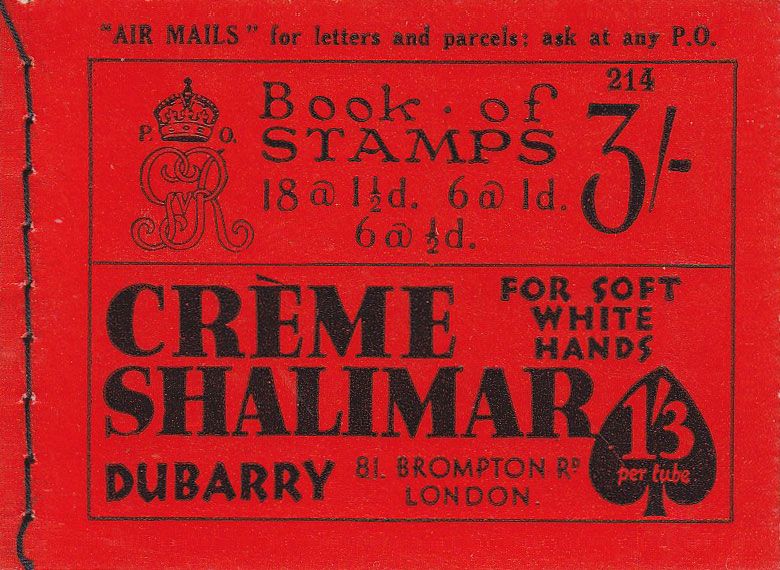 "AIR MAILS" for letters and parcels: ask at any P.O.
214
P. O.
GR
Book · of
STAMPS
3/-
18 @ 1½d. 6 @ 1d.
6 @ ½d.
CRÈME
SHALIMAR
FOR SOFT
WHITE
HANDS
1/3
per tube
DUBARRY
81. BROMPTON RD
LONDON.